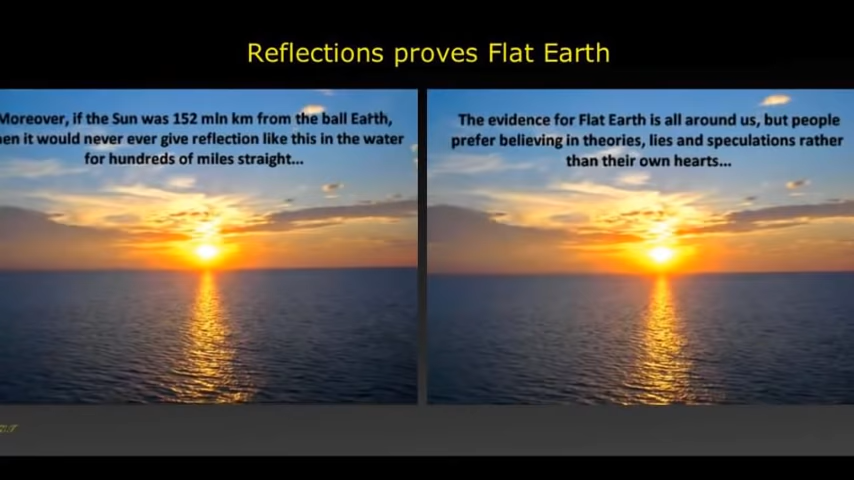 Reflections proves Flat Earth
Moreover, if the Sun was 152 mln km from the ball Earth,
it would never ever give reflection like this in the water
for hundreds of miles straight...
The evidence for Flat Earth is all around us, but people
prefer believing in theories, lies and speculations rather
than their own hearts...